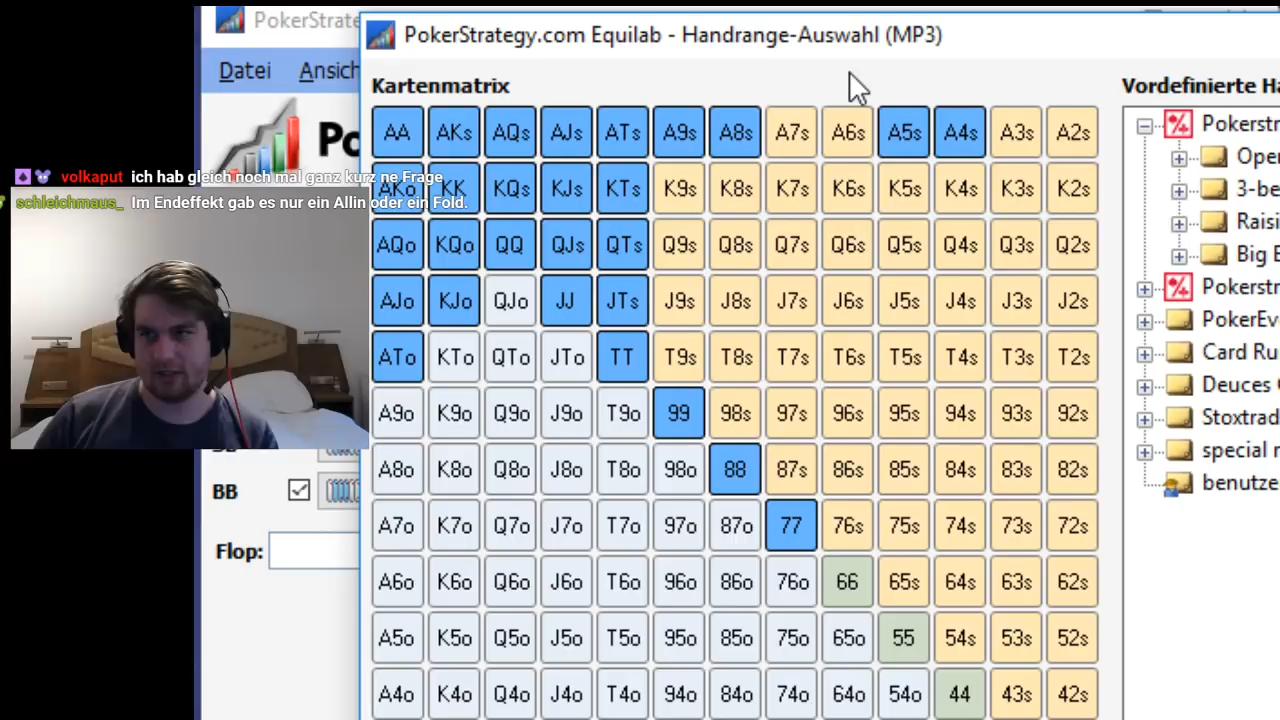 PokerStrate
PokerStrategy.com Equilab - Handrange-Auswahl (MP3)
Datei Ansich
Po
Kartenmatrix
Vordefinierte Ha
AA AKs AQs AJs ATs A9s A8s A7s A6s A5s A4s A3s A2s
AKo KK KQs KJs KTs K9s K8s K7s K6s K5s K4s K3s K2s
AQo KQo QQ QJs QTs Q9s Q8s Q7s Q6s Q5s Q4s Q3s Q2s
AJo KJo QJo JJ JTs J9s J8s J7s J6s J5s J4s J3s J2s
ATo KTo QTo JTo TT T9s T8s T7s T6s T5s T4s T3s T2s
A9o K9o Q9o J9o T9o 99 98s 97s 96s 95s 94s 93s 92s
A8o K8o Q8o J8o T8o 98o 88 87s 86s 85s 84s 83s 82s
A7o K7o Q7o J7o T7o 97o 87o 77 76s 75s 74s 73s 72s
A6o K6o Q6o J6o T6o 96o 86o 76o 66 65s 64s 63s 62s
A5o K5o Q5o J5o T5o 95o 85o 75o 65o 55 54s 53s 52s
A4o K4o Q4o J4o T4o 94o 84o 74o 64o 54o 44 43s 42s
Pokerstr
Oper
3-be
Raisi
Big E
Pokerstr
PokerEv
Card Ru
Deuces C
Stoxtrad
special r
benutze
volkaput ich hab gleich noch mal ganz kurz ne Frage
schleichmaus_ Im Endeffekt gab es nur ein Allin oder ein Fold.
BB
Flop: